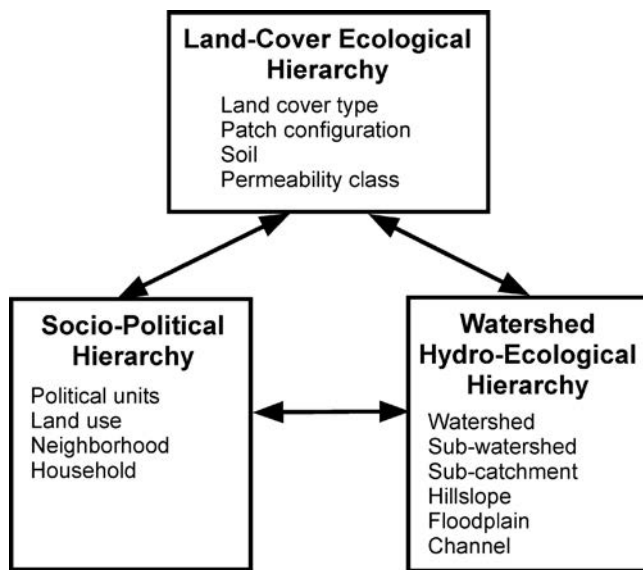 Land-Cover Ecological
Hierarchy
Land cover type
Patch configuration
Soil
Permeability class
Socio-Political
Hierarchy
Political units
Land use
Neighborhood
Household
Watershed
Hydro-Ecological
Hierarchy
Watershed
Sub-watershed
Sub-catchment
Hillslope
Floodplain
Channel